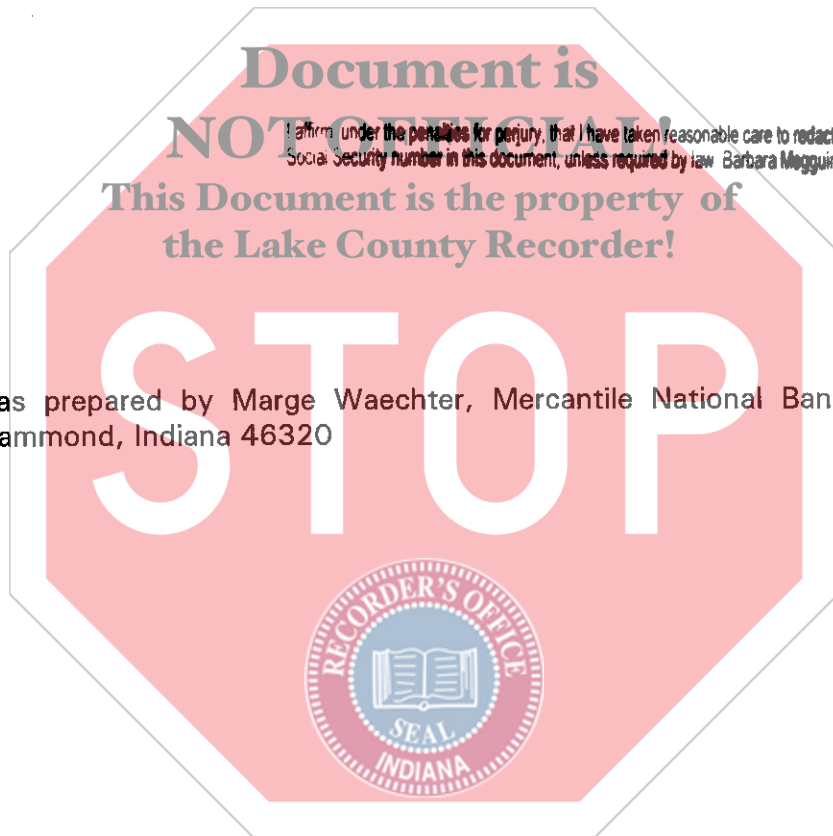 Document is
NOT OFFICIAL!
I affirm under the penalties for perjury, that I have taken reasonable care to redact
Social Security number in this document, unless required by law Barbara Megguir
This Document is the property of
the Lake County Recorder!
STOP
as prepared by Marge Waechter, Mercantile National Ban
ammond, Indiana 46320
RECORDER'S OFFICE
SEAL
INDIANA